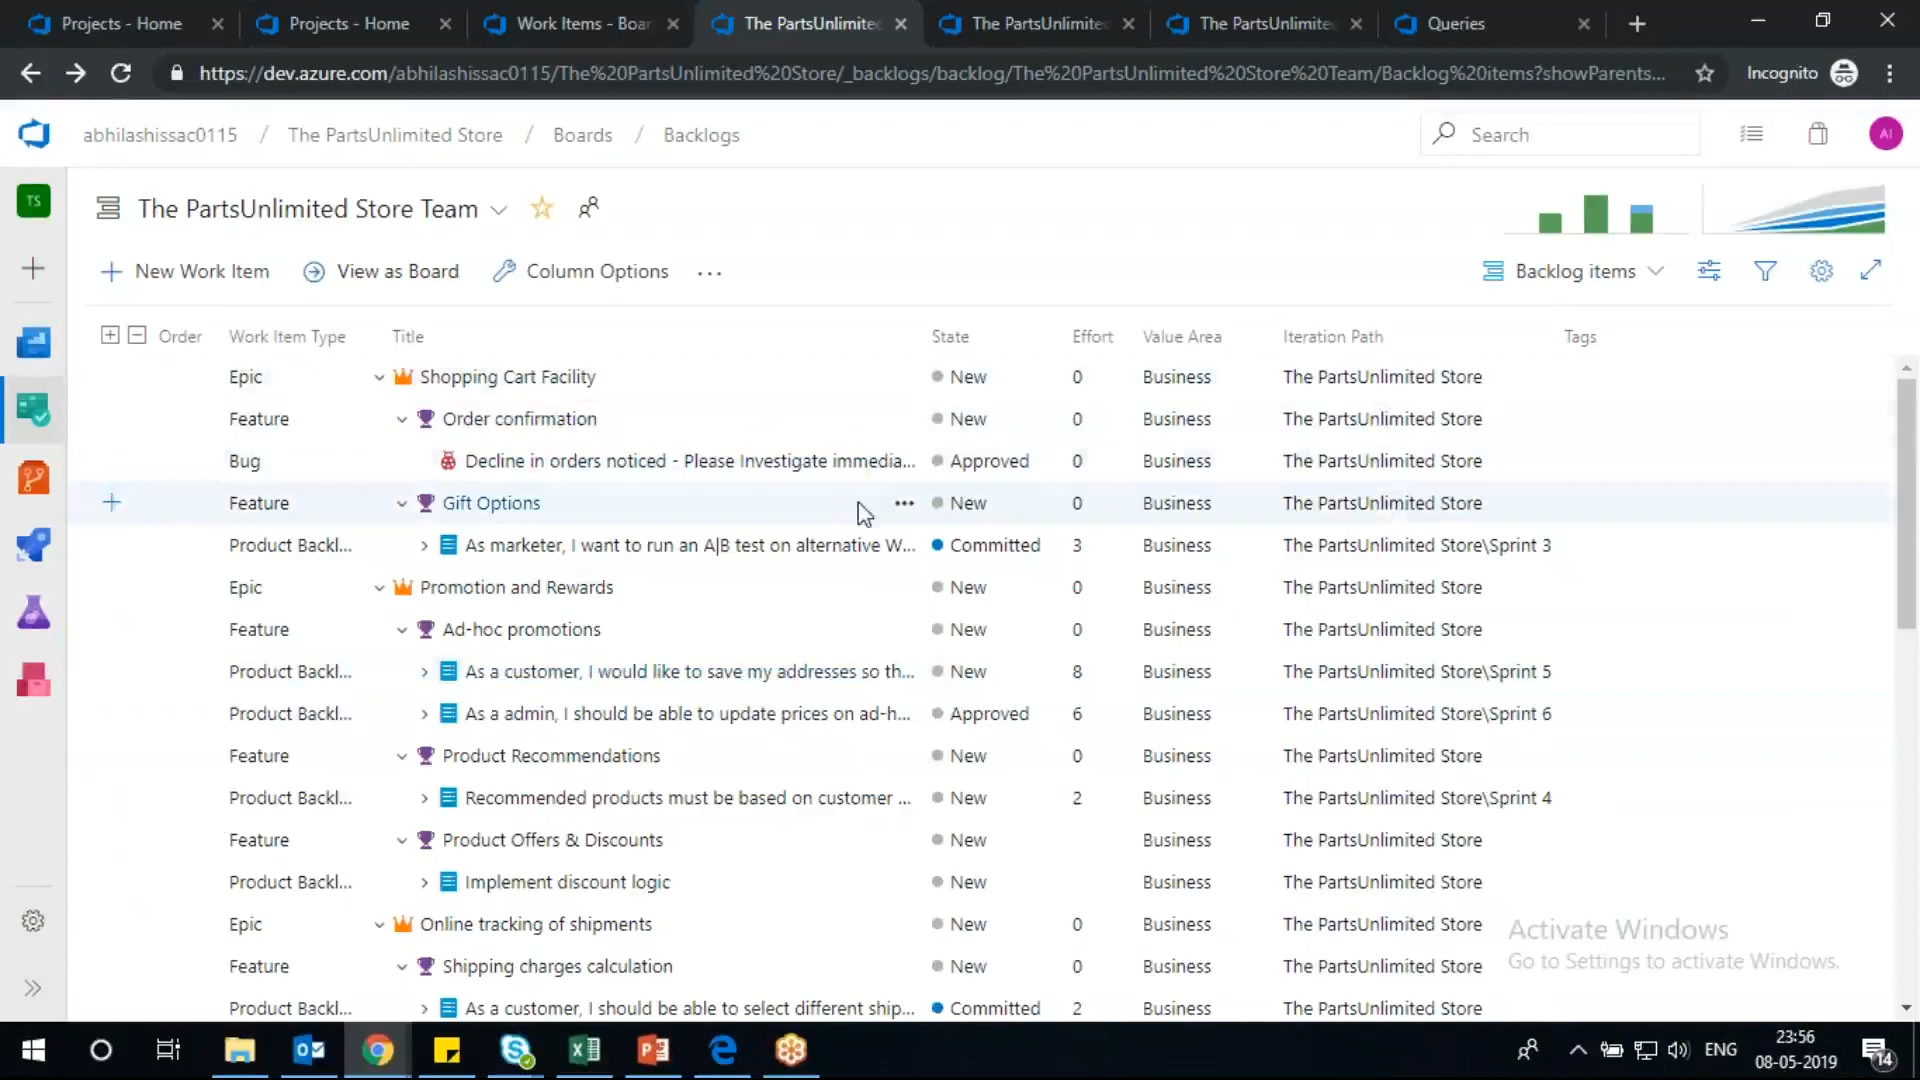 Projects - Home
Projects - Home
Work Items - Boar
The PartsUnlimited
The PartsUnlimited
The PartsUnlimited
Queries
https://dev.azure.com/abhilashissac0115/The%20PartsUnlimited%20Store/_backlogs/backlog/The%20PartsUnlimited%20Store%20Team/Backlog%20items?showParents...
Incognito
abhilashissac0115 / The PartsUnlimited Store / Boards / Backlogs
Search
AI
TS
The PartsUnlimited Store Team
New Work Item
View as Board
Column Options
Backlog items
Order Work Item Type Title State Effort Value Area Iteration Path Tags
Epic Shopping Cart Facility New 0 Business The PartsUnlimited Store
Feature Order confirmation New 0 Business The PartsUnlimited Store
Bug Decline in orders noticed - Please Investigate immedia... Approved 0 Business The PartsUnlimited Store
Feature Gift Options ... New 0 Business The PartsUnlimited Store
Product Backl... As marketer, I want to run an A|B test on alternative W... Committed 3 Business The PartsUnlimited Store\Sprint 3
Epic Promotion and Rewards New 0 Business The PartsUnlimited Store
Feature Ad-hoc promotions New 0 Business The PartsUnlimited Store
Product Backl... As a customer, I would like to save my addresses so th... New 8 Business The PartsUnlimited Store\Sprint 5
Product Backl... As a admin, I should be able to update prices on ad-h... Approved 6 Business The PartsUnlimited Store\Sprint 6
Feature Product Recommendations New 0 Business The PartsUnlimited Store
Product Backl... Recommended products must be based on customer ... New 2 Business The PartsUnlimited Store\Sprint 4
Feature Product Offers & Discounts New Business The PartsUnlimited Store
Product Backl... Implement discount logic New Business The PartsUnlimited Store
Epic Online tracking of shipments New 0 Business The PartsUnlimited Store
Feature Shipping charges calculation New 0 Business The PartsUnlimited Store
Product Backl... As a customer, I should be able to select different ship... Committed 2 Business The PartsUnlimited Store
Activate Windows
Go to Settings to activate Windows.
ENG
23:56
08-05-2019
14